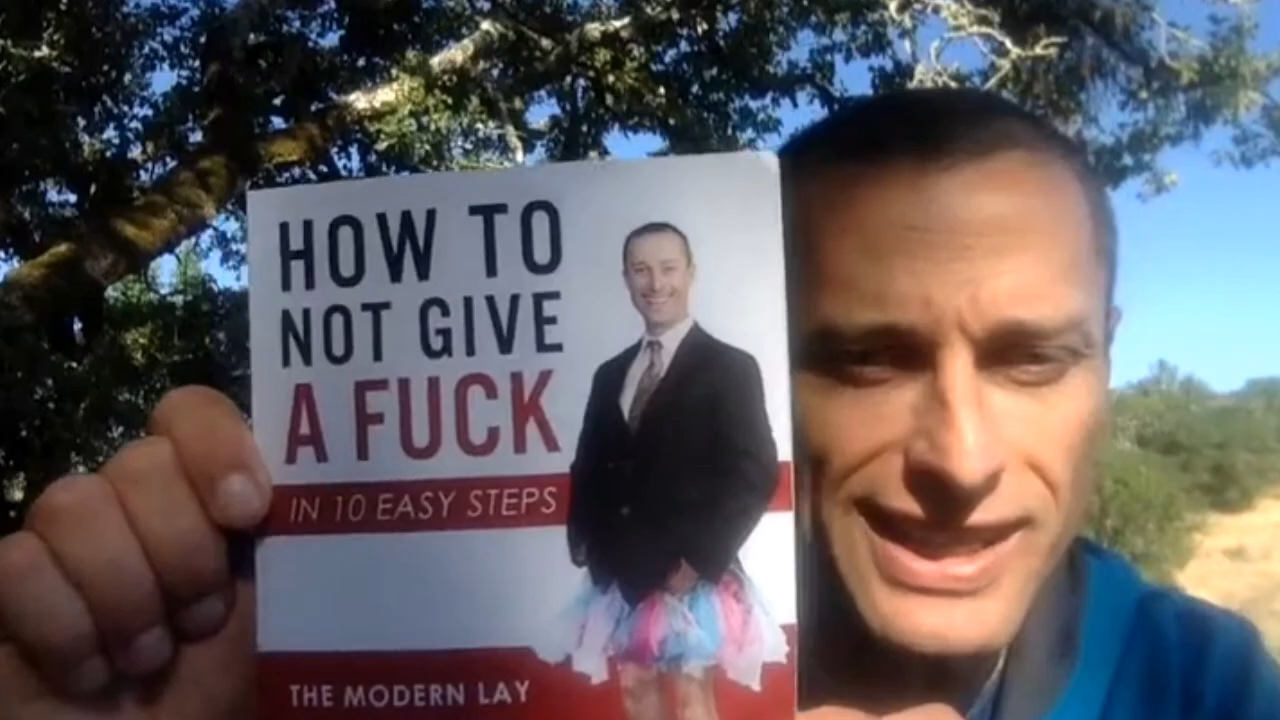 HOW TO
NOT GIVE
A FUCK
IN 10 EASY STEPS
THE MODERN LAY